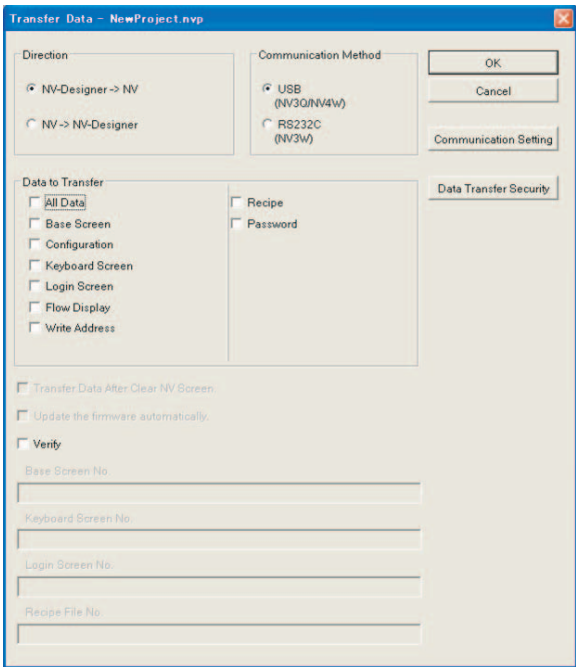 Transfer Data - NewProject.nvp
Direction
NV-Designer -> NV
NV -> NV-Designer
Communication Method
USB
(NV3Q/NV4W)
RS232C
(NV3W)
OK
Cancel
Communication Setting
Data Transfer Security
Data to Transfer
All Data
Base Screen
Configuration
Keyboard Screen
Login Screen
Flow Display
Write Address
Recipe
Password
Transfer Data After Clear NV Screen.
Update the firmware automatically.
Verify
Base Screen No.
Keyboard Screen No.
Login Screen No.
Recipe File No.